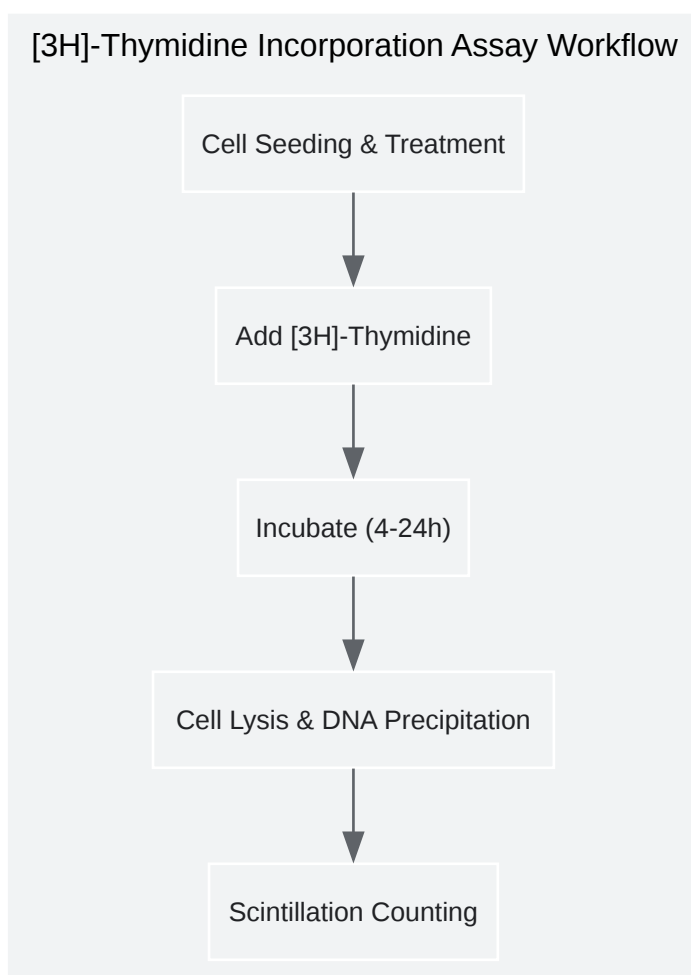 [3H]-Thymidine Incorporation Assay Workflow
Cell Seeding & Treatment
Add [3H]-Thymidine
Incubate (4-24h)
Cell Lysis & DNA Precipitation
Scintillation Counting